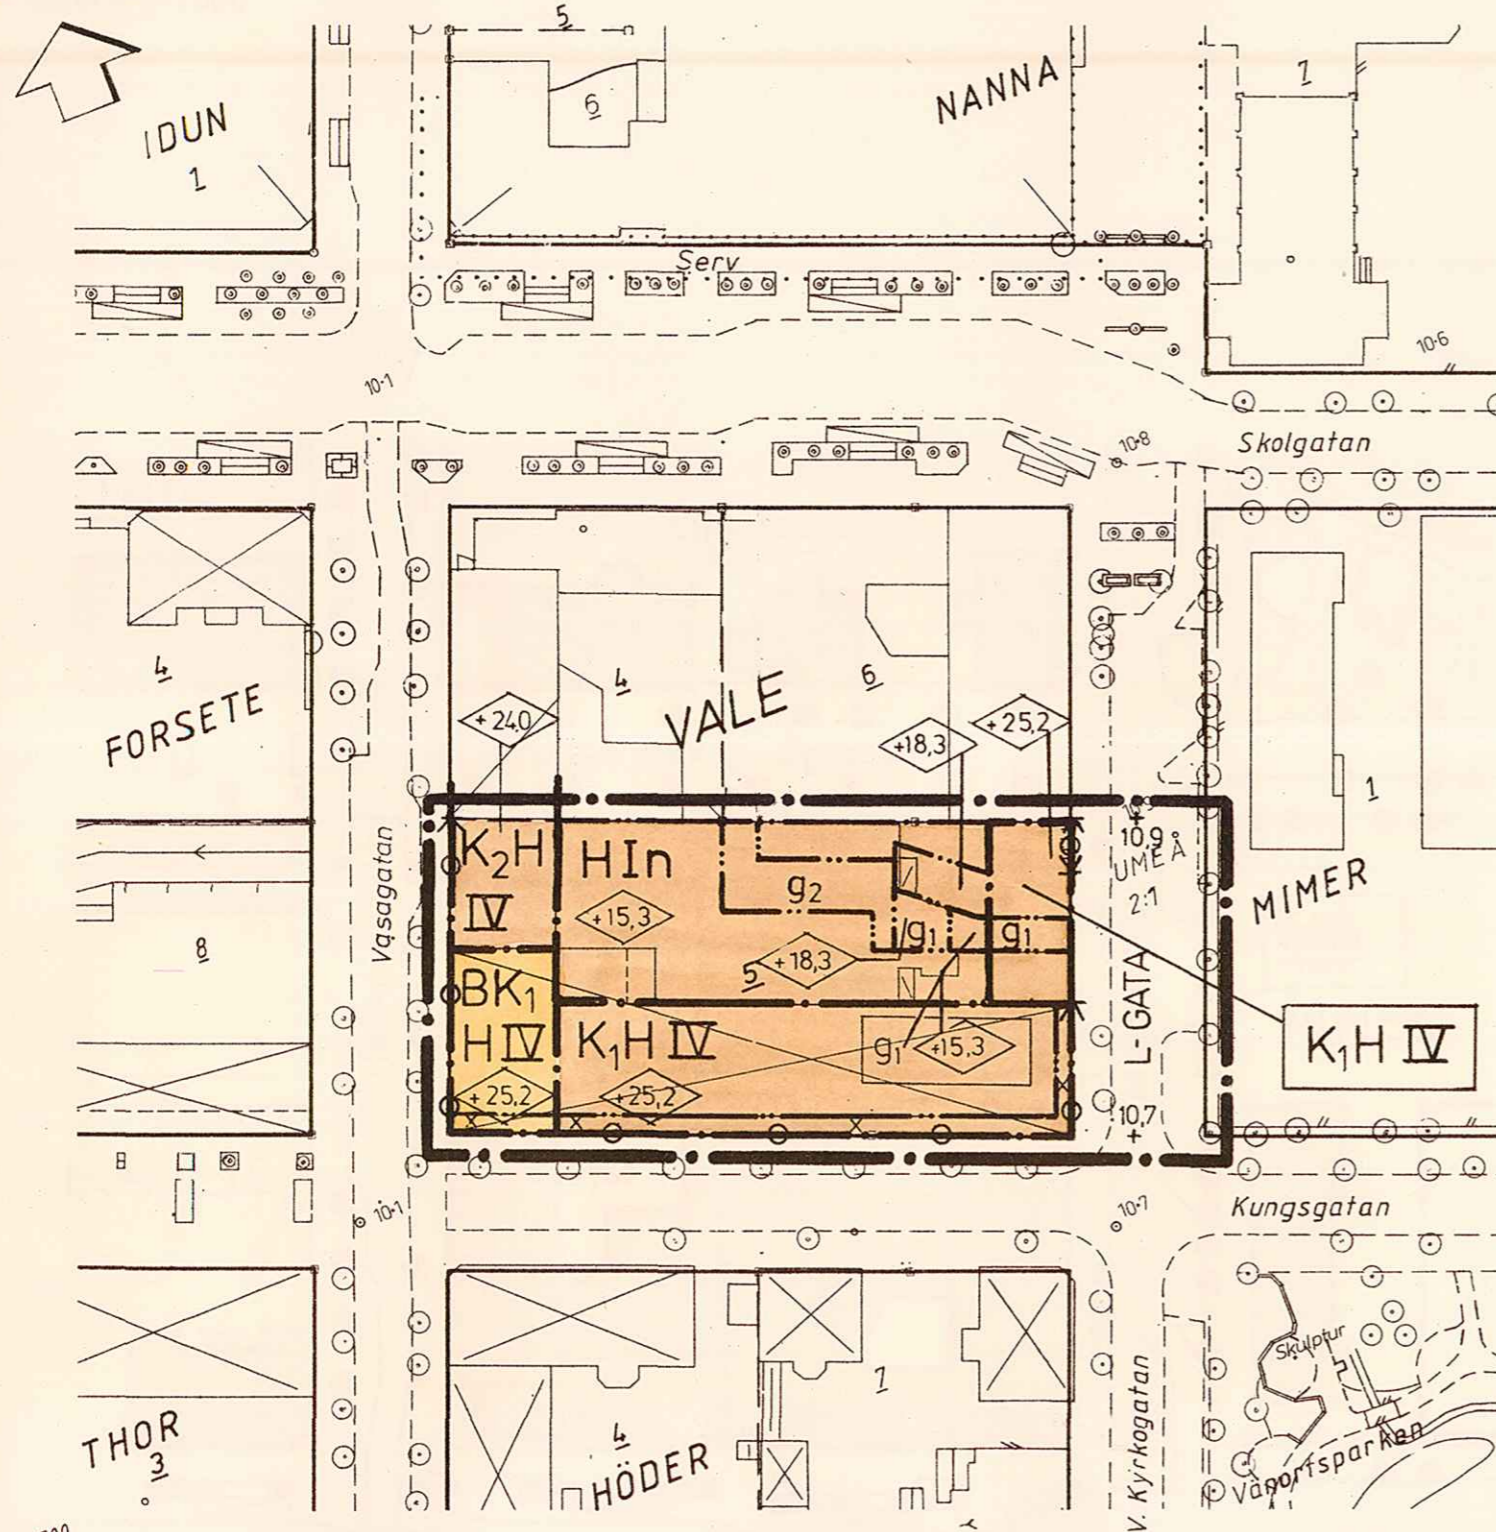 5
6
NANNA
7
IDUN
1
Serv
10·6
10·1
Skolgatan
10·8
4
FORSETE
4
VALE
6
+24,0
+18,3
+25,2
1
10,9
UMEÅ
2:1
MIMER
Vasagatan
K₂H
IV
HIn
g₂
+15,3
g₁
g₁
8
+18,3
5
L-GATA
BK₁
H IV
K₁H IV
g₁
+15,3
K₁H IV
+25,2
+25,2
10,7
10·1
10·7
Kungsgatan
Skulptur
THOR
3
4
HÖDER
7
V. Kyrkogatan
Vänortsparken